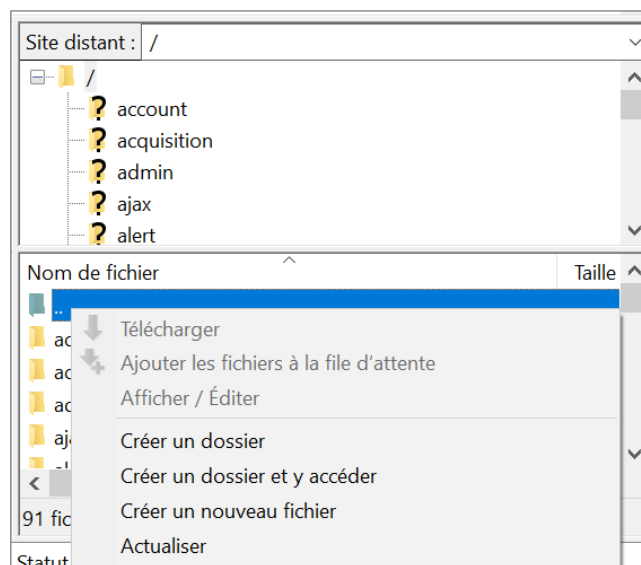 Site distant : /
/
account
acquisition
admin
ajax
alert
Nom de fichier Taille
..
Télécharger
Ajouter les fichiers à la file d'attente
Afficher / Éditer
Créer un dossier
Créer un dossier et y accéder
Créer un nouveau fichier
91 fic
Actualiser
Statut